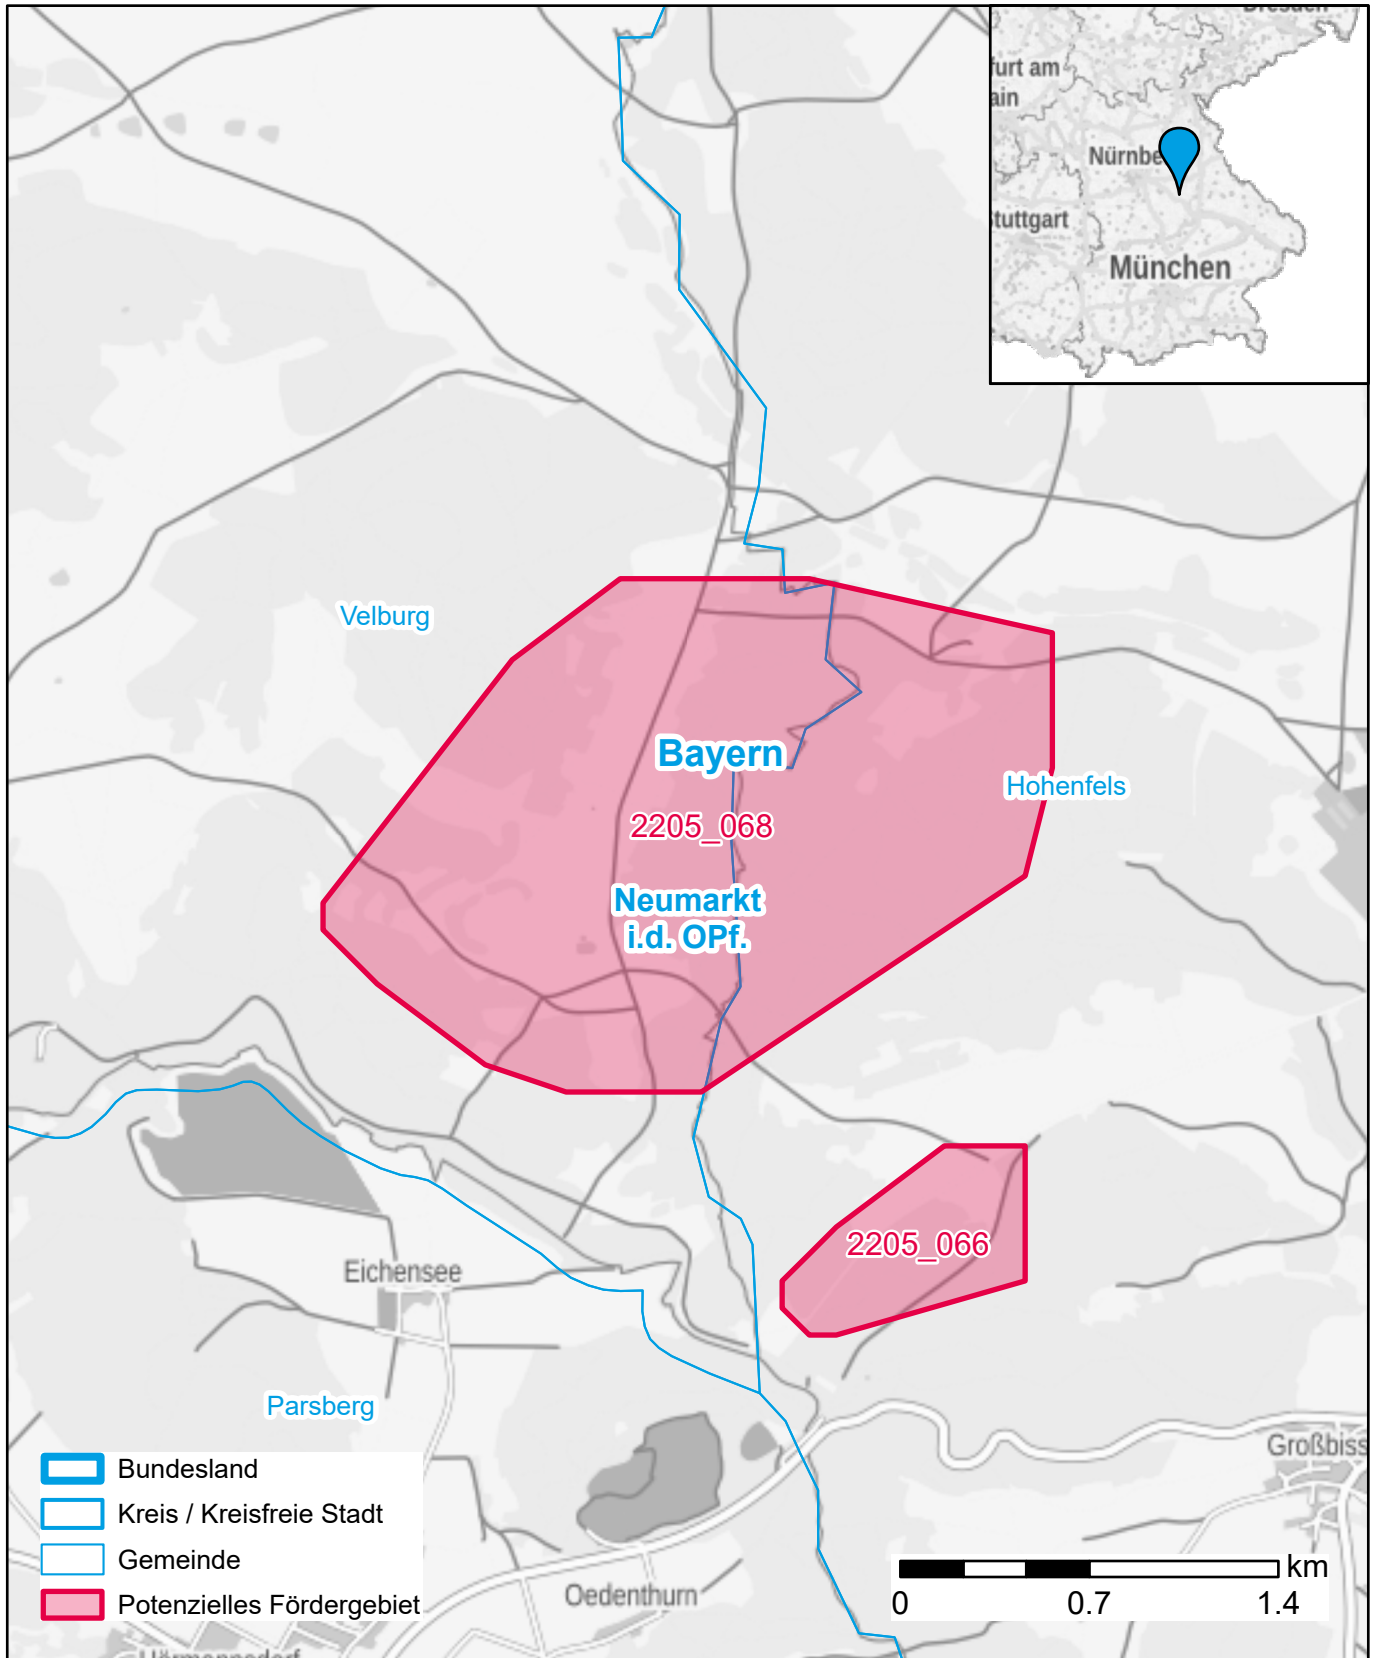 furt am
ain
Nürnbe
tuttgart
München
Velburg
Bayern
Hohenfels
2205_068
Neumarkt
i.d. OPf.
2205_066
Eichensee
Parsberg
Großbiss
Bundesland
Kreis / Kreisfreie Stadt
Gemeinde
Potenzielles Fördergebiet
Oedenthurn
km
0
0.7
1.4